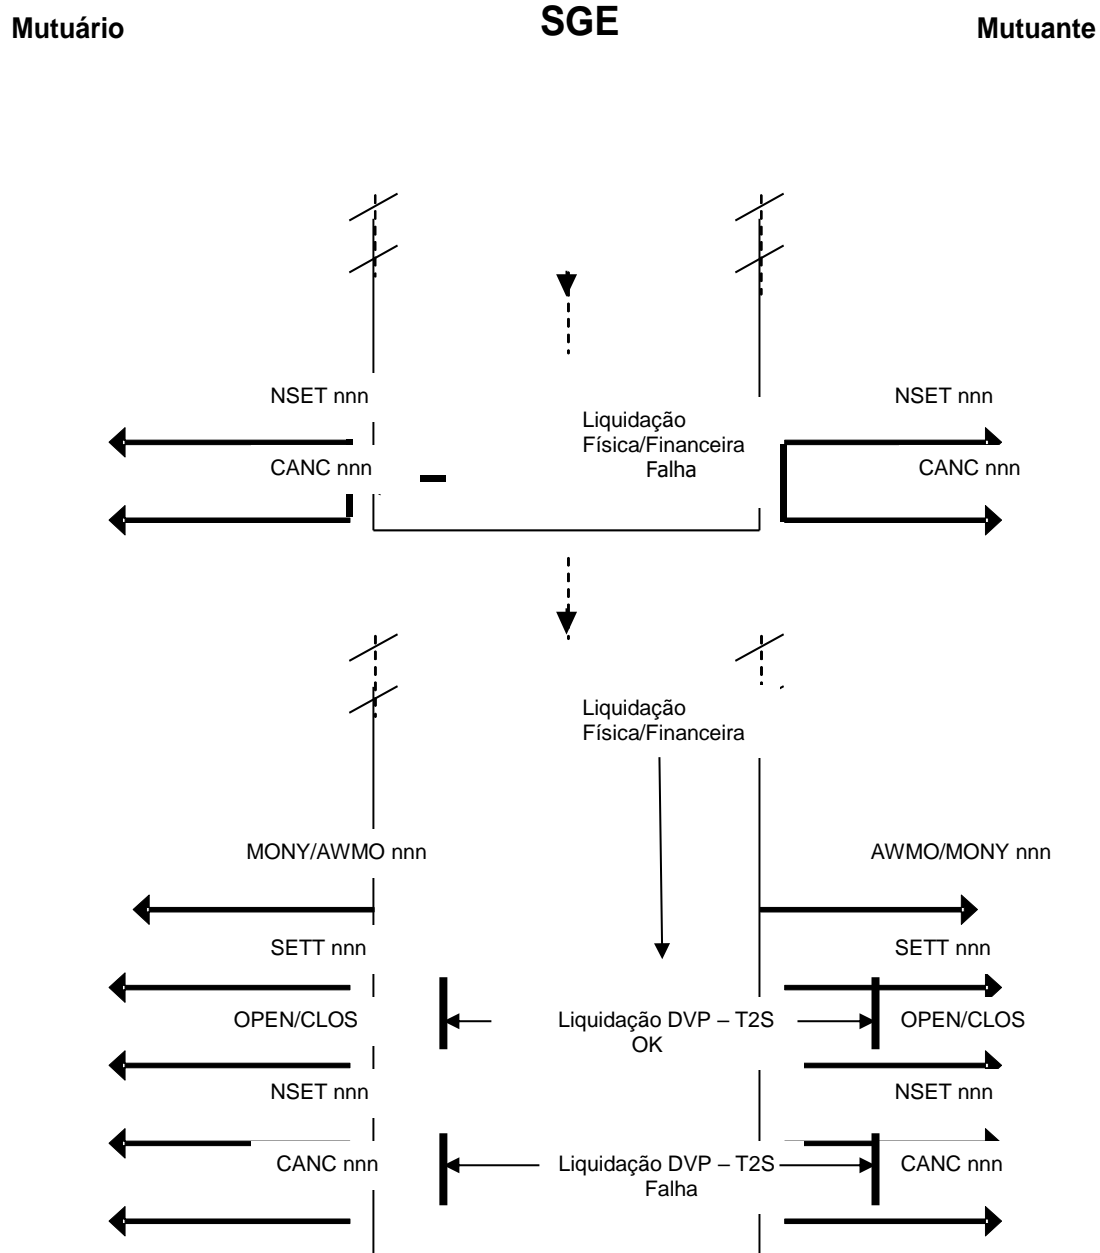 Mutuário SGE Mutuante
NSET nnn NSET nnn
Liquidação
Física/Financeira
Falha
CANC nnn CANC nnn
Liquidação
Física/Financeira
MONY/AWMO nnn AWMO/MONY nnn
SETT nnn SETT nnn
OPEN/CLOS Liquidação DVP – T2S OPEN/CLOS
OK
NSET nnn NSET nnn
CANC nnn Liquidação DVP – T2S CANC nnn
Falha